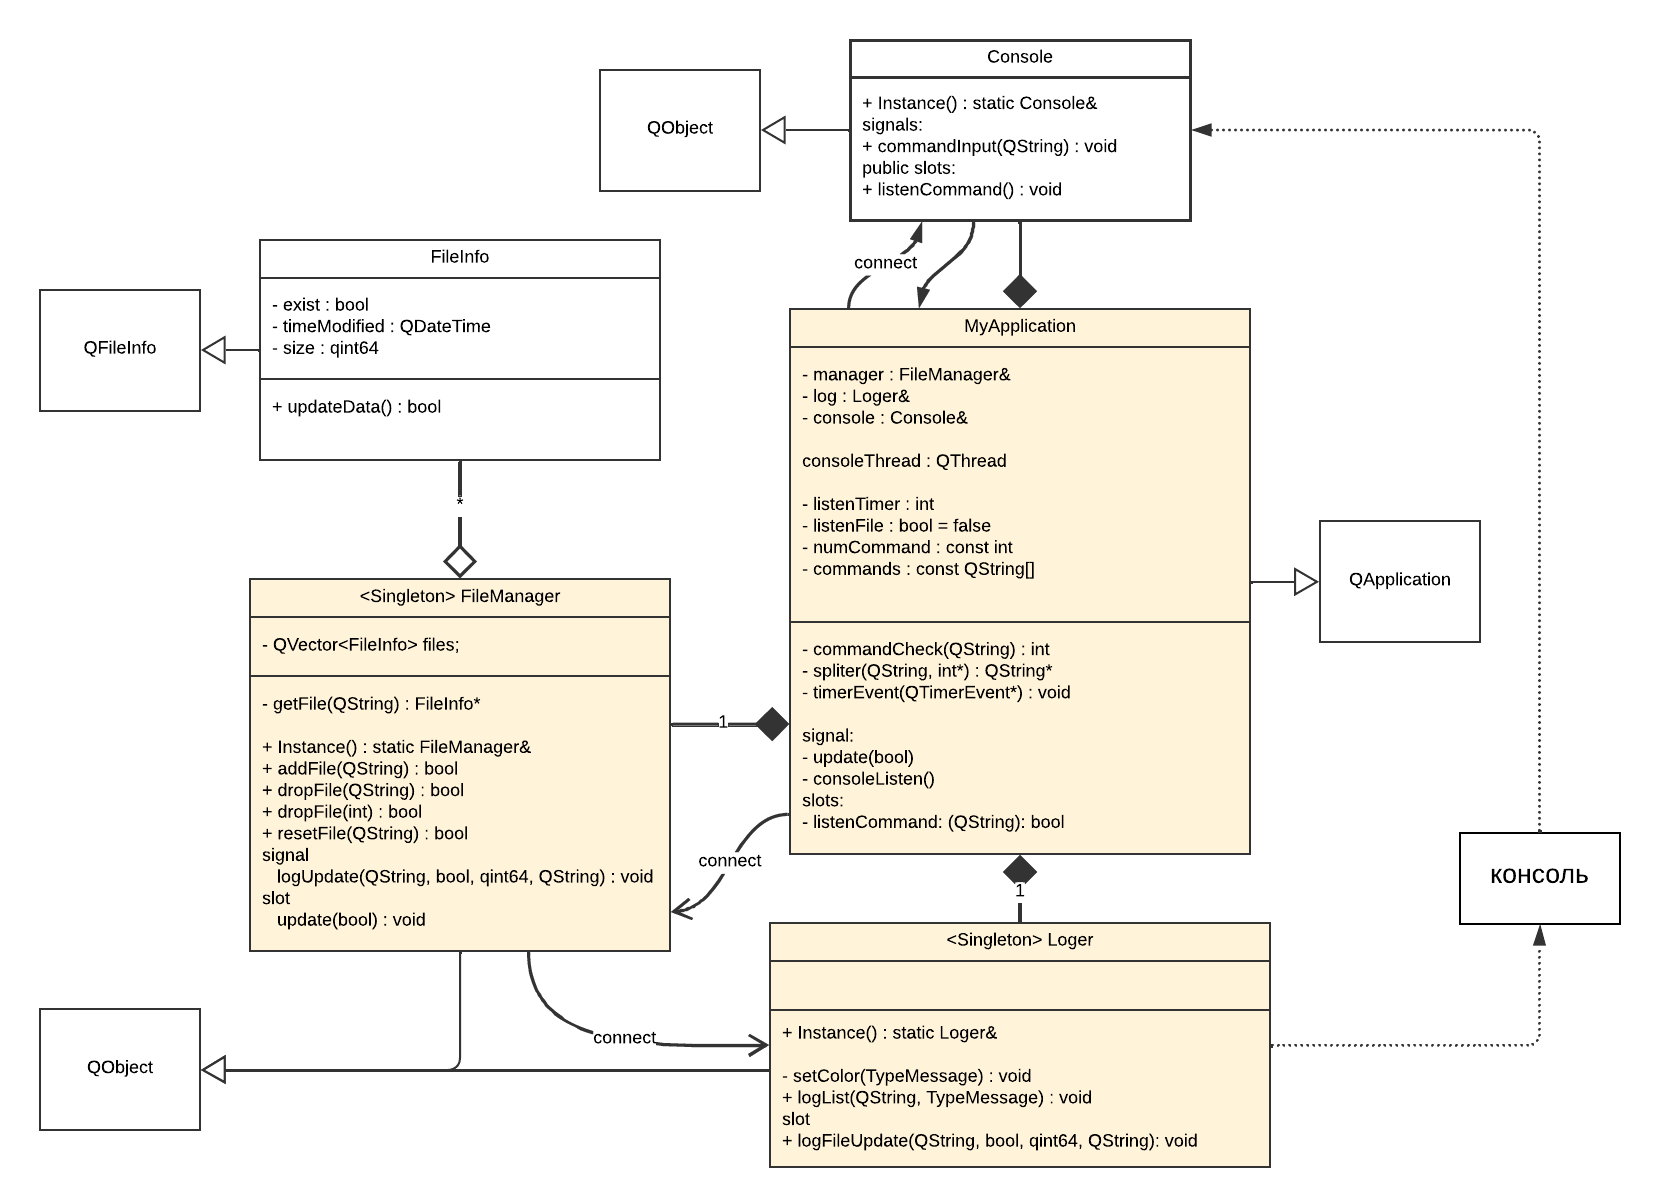 Console
+ Instance() : static Console&
signals:
+ commandInput(QString) : void
public slots:
+ listenCommand() : void
QObject
connect
FileInfo
- exist : bool
- timeModified : QDateTime
- size : qint64
+ updateData() : bool
QFileInfo
*
MyApplication
- manager : FileManager&
- log : Loger&
- console : Console&
consoleThread : QThread
- listenTimer : int
- listenFile : bool = false
- numCommand : const int
- commands : const QString[]
- commandCheck(QString) : int
- spliter(QString, int*) : QString*
- timerEvent(QTimerEvent*) : void
signal:
- update(bool)
- consoleListen()
slots:
- listenCommand: (QString): bool
QApplication
<Singleton> FileManager
- QVector<FileInfo> files;
- getFile(QString) : FileInfo*
+ Instance() : static FileManager&
+ addFile(QString) : bool
+ dropFile(QString) : bool
+ dropFile(int) : bool
+ resetFile(QString) : bool
signal
logUpdate(QString, bool, qint64, QString) : void
slot
update(bool) : void
1
connect
1
консоль
<Singleton> Loger
+ Instance() : static Loger&
- setColor(TypeMessage) : void
+ logList(QString, TypeMessage) : void
slot
+ logFileUpdate(QString, bool, qint64, QString): void
connect
QObject